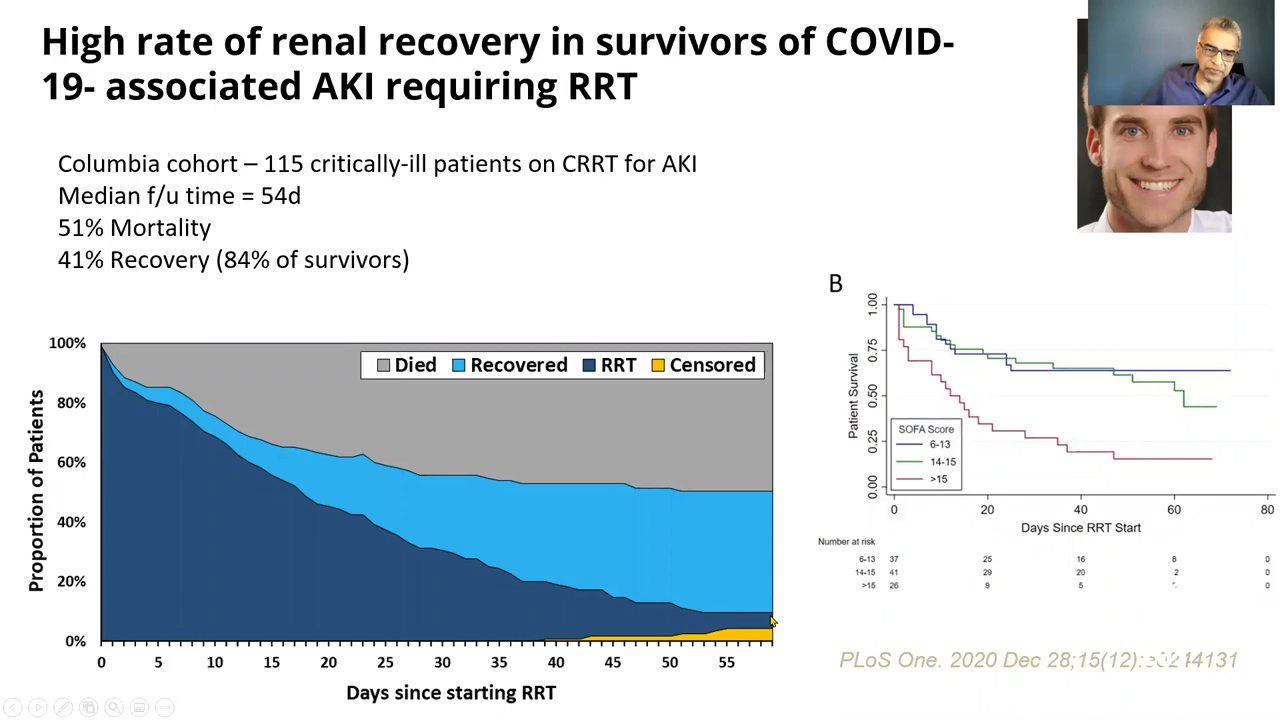 High rate of renal recovery in survivors of COVID-
19- associated AKI requiring RRT
Columbia cohort – 115 critically-ill patients on CRRT for AKI
Median f/u time = 54d
51% Mortality
41% Recovery (84% of survivors)
Died Recovered RRT Censored
Proportion of Patients
100%
80%
60%
40%
20%
0%
0 5 10 15 20 25 30 35 40 45 50 55
Days since starting RRT
B
Patient Survival
1.00
0.75
0.50
0.25
0.00
SOFA Score
6-13
14-15
>15
0 20 40 60 80
Days Since RRT Start
Number at risk
6-13 37 25 16 8 0
14-15 41 29 20 2 0
>15 26 9 5 0
PLoS One. 2020 Dec 28;15(12):